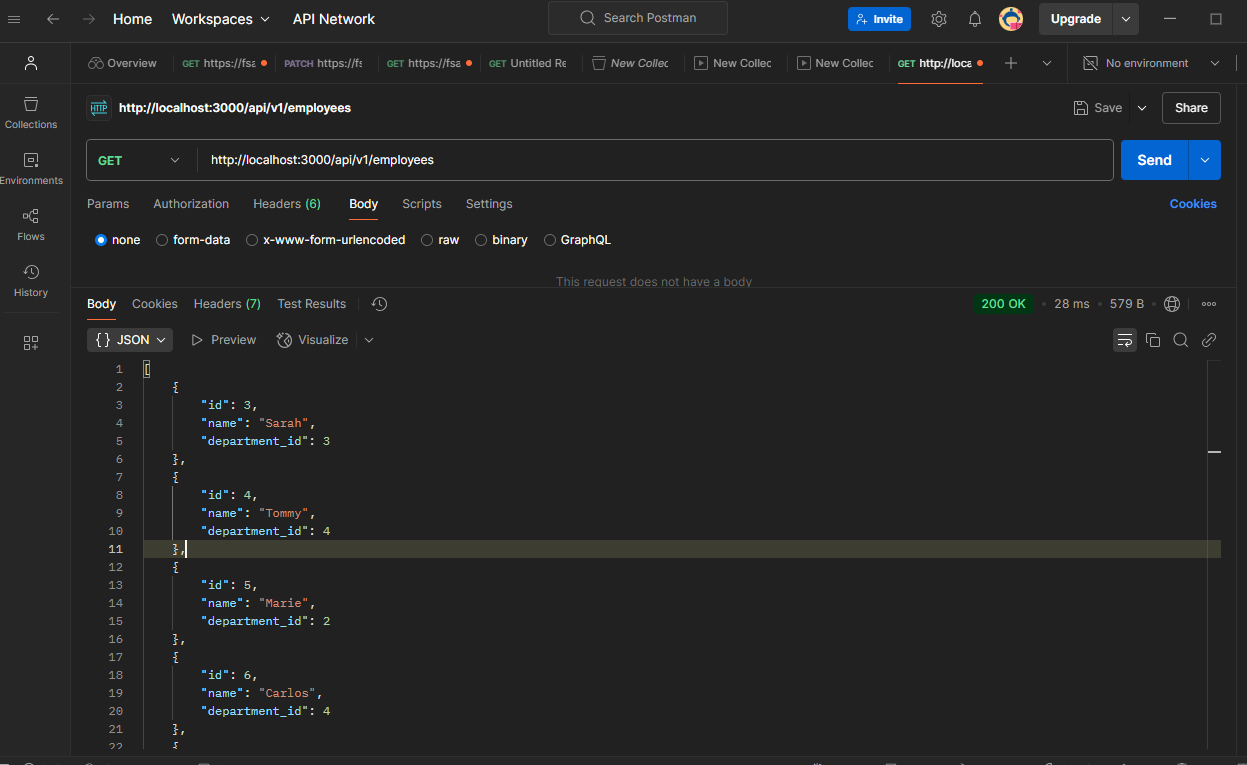 Home Workspaces API Network Search Postman Invite Upgrade
Overview GET https://fsa PATCH https://fs GET https://fsa GET Untitled Re New Collec New Collec New Collec GET http://loca No environment
HTTP http://localhost:3000/api/v1/employees Save Share
Collections
Environments
Flows
History
GET http://localhost:3000/api/v1/employees Send
Params Authorization Headers (6) Body Scripts Settings Cookies
none form-data x-www-form-urlencoded raw binary GraphQL
This request does not have a body
Body Cookies Headers (7) Test Results 200 OK 28 ms 579 B
{} JSON Preview Visualize
1 [
2 {
3 "id": 3,
4 "name": "Sarah",
5 "department_id": 3
6 },
7 {
8 "id": 4,
9 "name": "Tommy",
10 "department_id": 4
11 },
12 {
13 "id": 5,
14 "name": "Marie",
15 "department_id": 2
16 },
17 {
18 "id": 6,
19 "name": "Carlos",
20 "department_id": 4
21 },
22 {